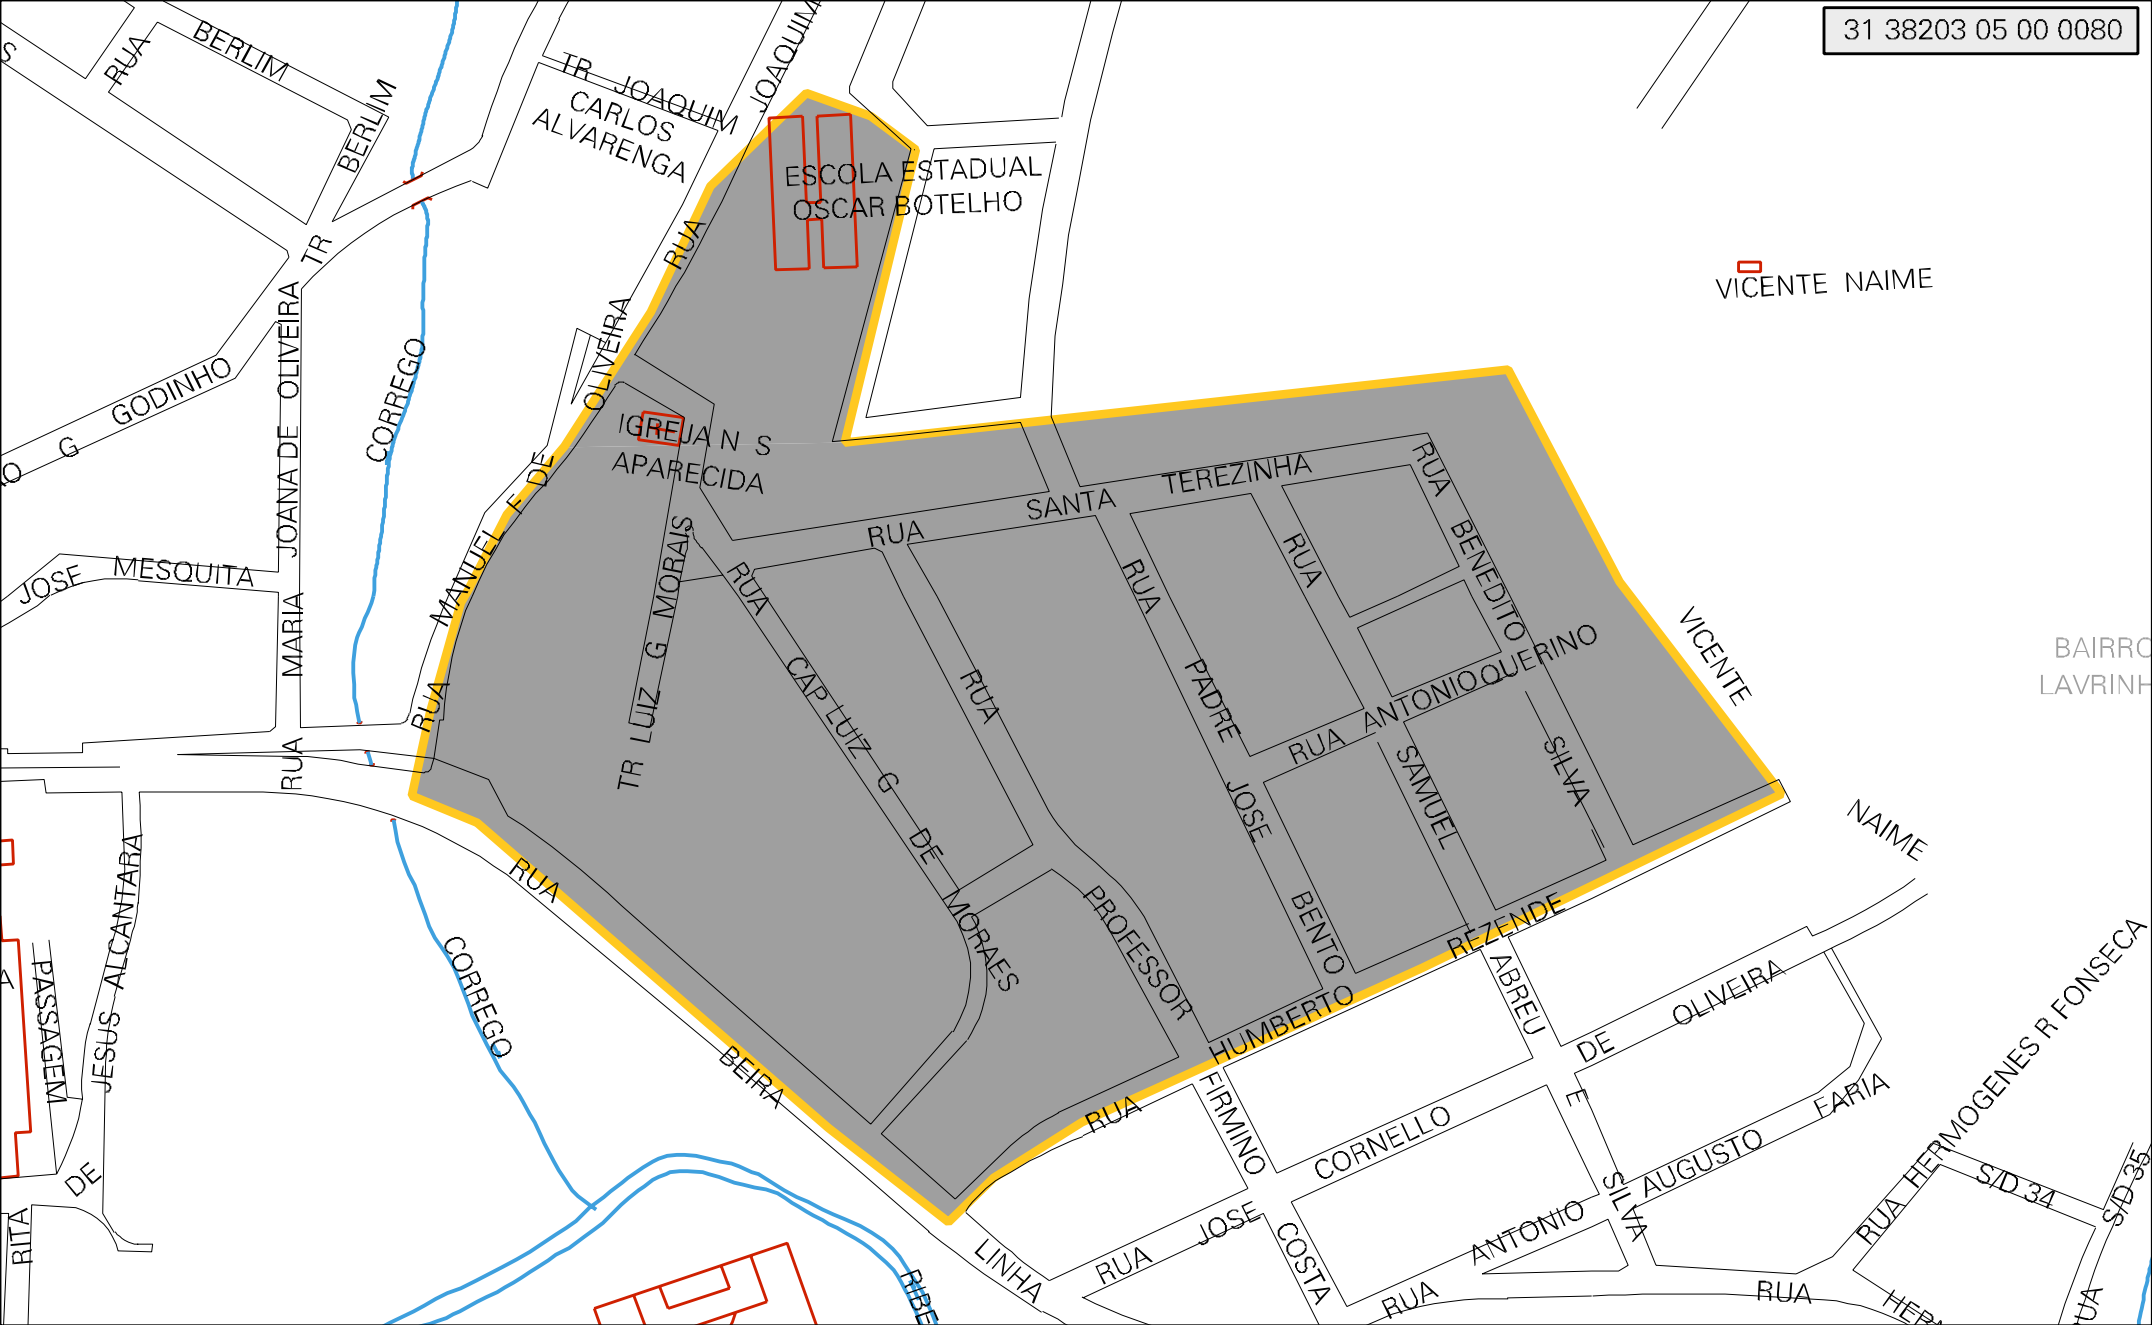 31 38203 05 00 0080
S
RUA
BERLIM
BERLIM
TR
TR JOAQUIM
CARLOS
ALVARENGA
JOAQUIM
ESCOLA ESTADUAL
OSCAR BOTELHO
VICENTE NAIME
RUA MANUEL F DE OLIVEIRA
RUA
G GODINHO
CORREGO
RUA MARIA JOANA DE OLIVEIRA
IGREJA N S
APARECIDA
JOSE MESQUITA
TR LUIZ G MORAIS
RUA SANTA TEREZINHA
RUA BENEDITO SILVA
RUA CAP LUIZ G DE MORAES
RUA PROFESSOR FIRMINO COSTA
RUA PADRE JOSE BENTO
RUA SAMUEL ABREU E SILVA
RUA ANTONIO QUERINO
VICENTE NAIME
BAIRRO
LAVRINH
RUA HUMBERTO REZENDE
RUA BEIRA LINHA
CORREGO
JESUS ALCANTARA
PASSAGEM
A
DE
RITA
RUA JOSE CORNELLO DE OLIVEIRA
RUA ANTONIO AUGUSTO FARIA
RUA HERMOGENES R FONSECA
S/D 34
S/D 35
RUA
HER
UA
RIBE